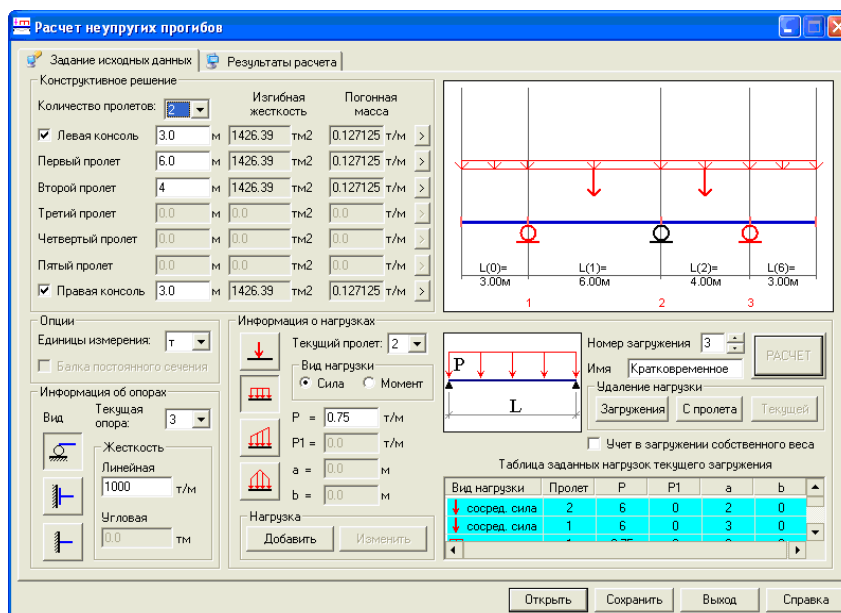 Расчет неупругих прогибов
Задание исходных данных
Результаты расчета
Конструктивное решение
Количество пролетов: 2
Изгибная жесткость
Погонная масса
Левая консоль 3.0 м 1426.39 тм2 0.127125 т/м >
Первый пролет 6.0 м 1426.39 тм2 0.127125 т/м >
Второй пролет 4 м 1426.39 тм2 0.127125 т/м >
Третий пролет 0.0 м 0.0 тм2 0.0 т/м >
Четвертый пролет 0.0 м 0.0 тм2 0.0 т/м >
Пятый пролет 0.0 м 0.0 тм2 0.0 т/м >
Правая консоль 3.0 м 1426.39 тм2 0.127125 т/м >
L(0)= L(1)= L(2)= L(6)=
3.00м 6.00м 4.00м 3.00м
1 2 3
Опции
Единицы измерения: т
Балка постоянного сечения
Информация об опорах
Вид
Текущая опора: 3
Жесткость
Линейная
1000 т/м
Угловая
0.0 тм
Информация о нагрузках
Текущий пролет: 2
Вид нагрузки
Сила Момент
P = 0.75 т/м
P1 = 0.0 т/м
a = 0.0 м
b = 0.0 м
Нагрузка
Добавить Изменить
P
L
Номер загружения 3
Имя Кратковременное
РАСЧЕТ
Удаление нагрузки
Загружения С пролета Текущей
Учет в загружении собственного веса
Таблица заданных нагрузок текущего загружения
Вид нагрузки Пролет P P1 a b
сосред. сила 2 6 0 2 0
сосред. сила 1 6 0 3 0
Открыть Сохранить Выход Справка